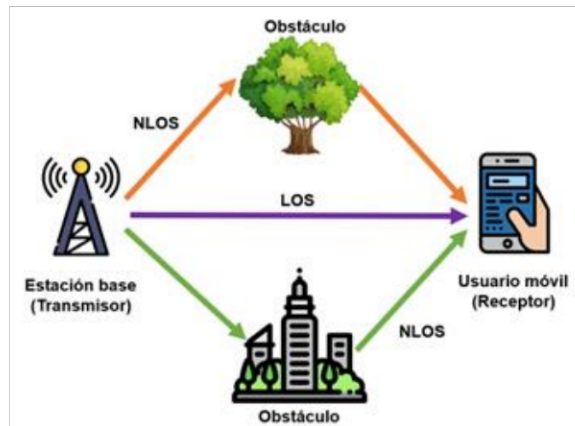 Obstáculo
NLOS
LOS
Estación base
(Transmisor)
Usuario móvil
(Receptor)
NLOS
Obstáculo